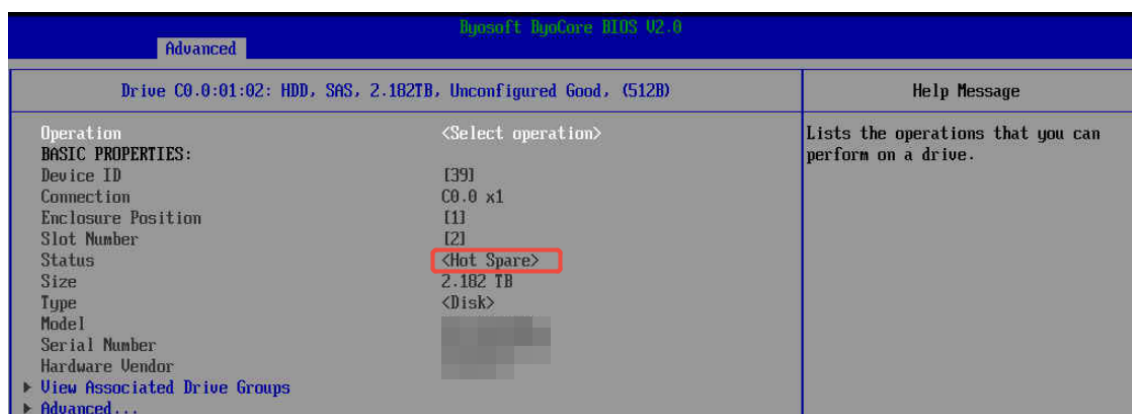 Byosoft ByoCore BIOS V2.0
Advanced
Drive C0.0:01:02: HDD, SAS, 2.182TB, Unconfigured Good, (512B)
Help Message
Operation <Select operation>
Lists the operations that you can
perform on a drive.
BASIC PROPERTIES:
Device ID [39]
Connection C0.0 x1
Enclosure Position [1]
Slot Number [2]
Status <Hot Spare>
Size 2.182 TB
Type <Disk>
Model
Serial Number
Hardware Vendor
View Associated Drive Groups
Advanced...